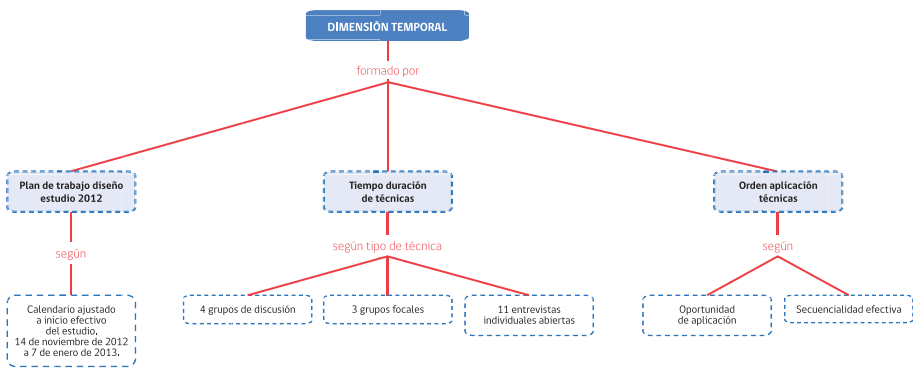 DIMENSIÓN TEMPORAL
formado por
Plan de trabajo diseño
estudio 2012
Tiempo duración
de técnicas
Orden aplicación
técnicas
según
según tipo de técnica
según
Calendario ajustado
a inicio efectivo
del estudio,
14 de noviembre de 2012
a 7 de enero de 2013.
4 grupos de discusión
3 grupos focales
11 entrevistas
individuales abiertas
Oportunidad
de aplicación
Secuencialidad efectiva